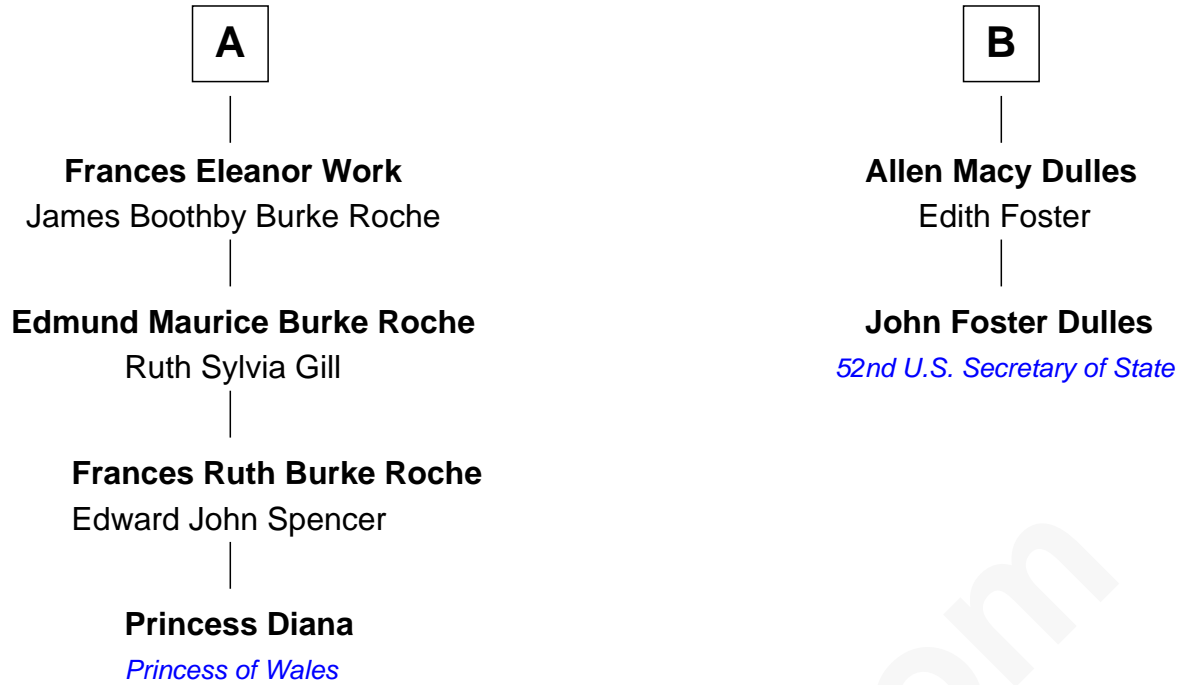 A
B
Frances Eleanor Work
James Boothby Burke Roche
Allen Macy Dulles
Edith Foster
Edmund Maurice Burke Roche
Ruth Sylvia Gill
John Foster Dulles
52nd U.S. Secretary of State
Frances Ruth Burke Roche
Edward John Spencer
Princess Diana
Princess of Wales
om